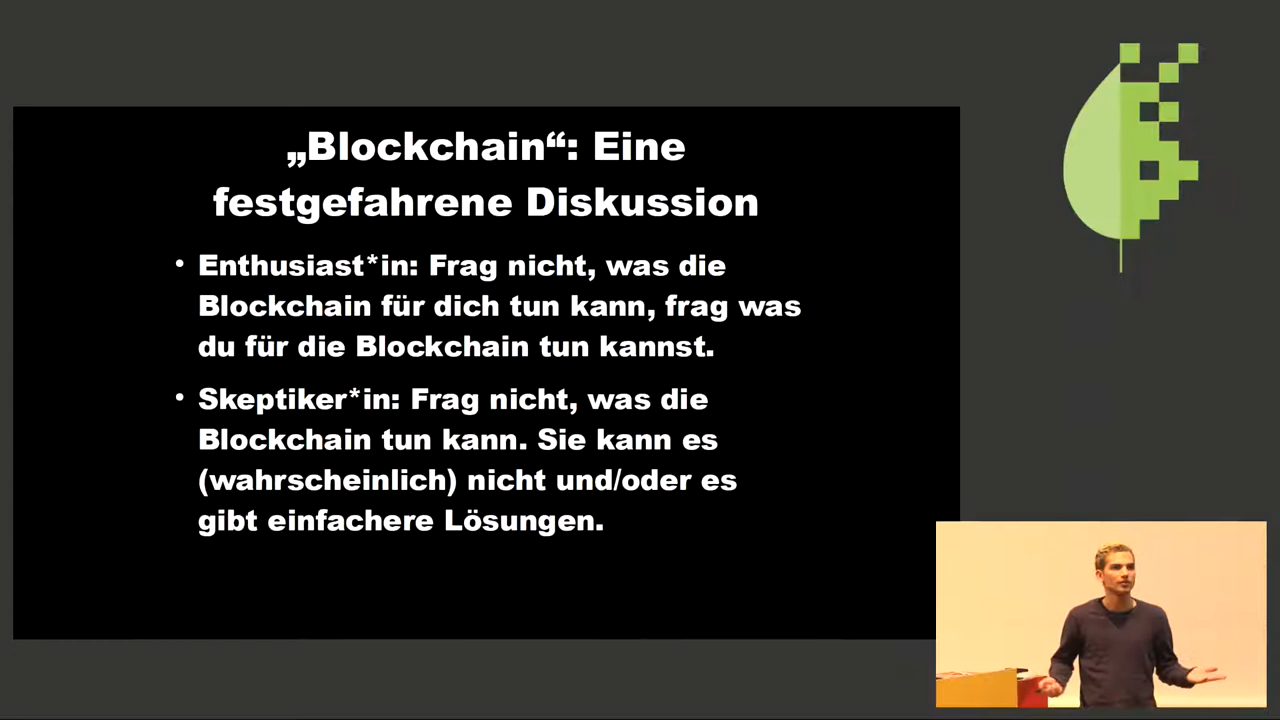 „Blockchain“: Eine
festgefahrene Diskussion
• Enthusiast*in: Frag nicht, was die
Blockchain für dich tun kann, frag was
du für die Blockchain tun kannst.
• Skeptiker*in: Frag nicht, was die
Blockchain tun kann. Sie kann es
(wahrscheinlich) nicht und/oder es
gibt einfachere Lösungen.